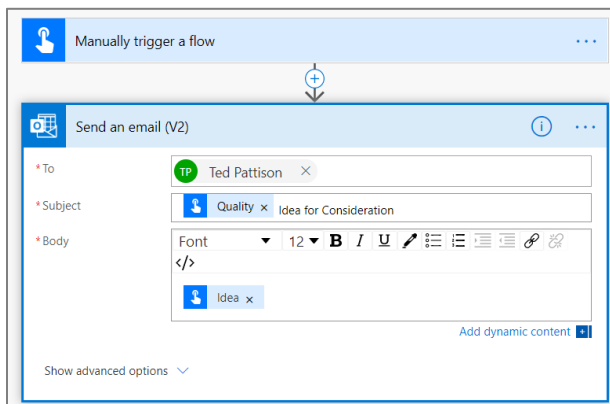 Manually trigger a flow
Send an email (V2)
* To
TP Ted Pattison ×
* Subject
Quality × Idea for Consideration
* Body
Font 12 B I U
</>
Idea ×
Add dynamic content
Show advanced options